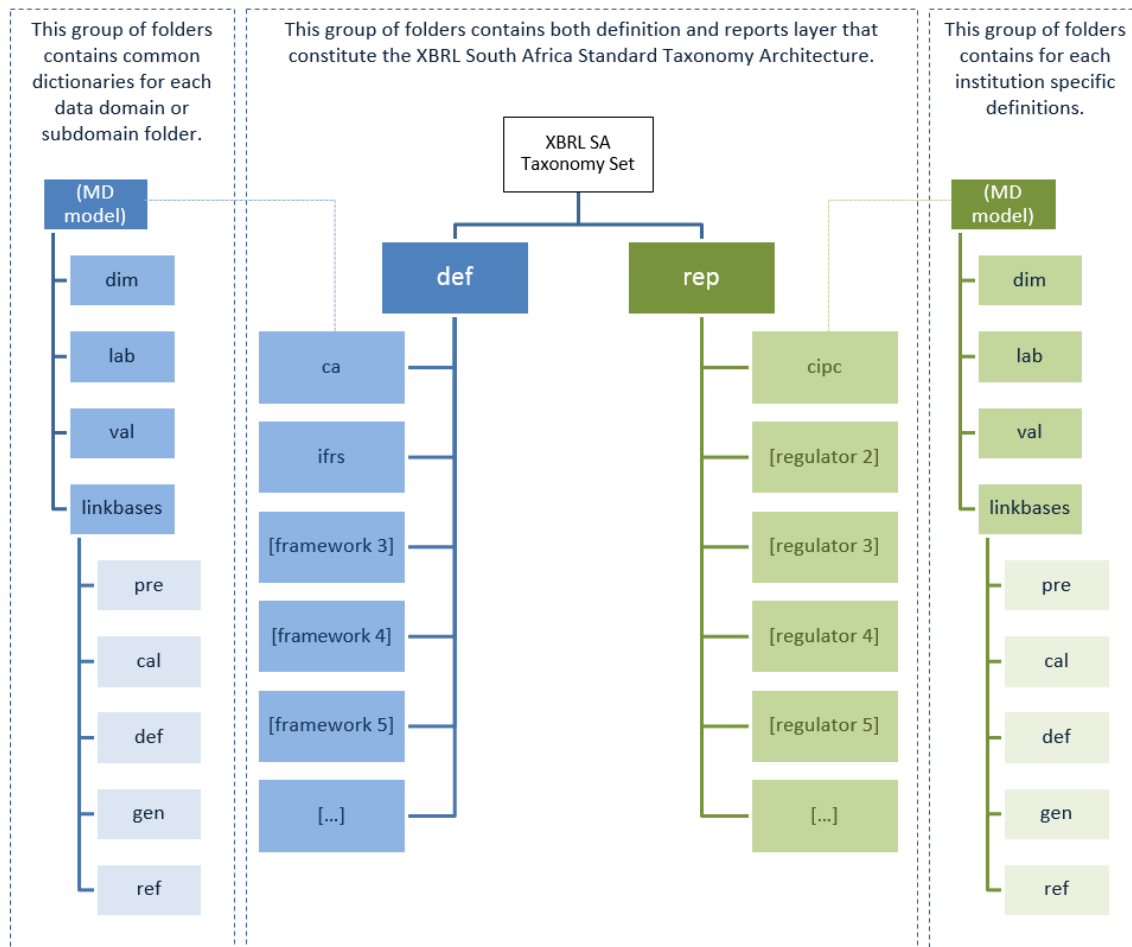 This group of folders
contains common
dictionaries for each
data domain or
subdomain folder.
(MD
model)
dim
lab
val
linkbases
pre
cal
def
gen
ref
This group of folders contains both definition and reports layer that
constitute the XBRL South Africa Standard Taxonomy Architecture.
XBRL SA
Taxonomy Set
def
rep
ca
ifrs
[framework 3]
[framework 4]
[framework 5]
[...]
cipc
[regulator 2]
[regulator 3]
[regulator 4]
[regulator 5]
[...]
This group of folders
contains for each
institution specific
definitions.
(MD
model)
dim
lab
val
linkbases
pre
cal
def
gen
ref